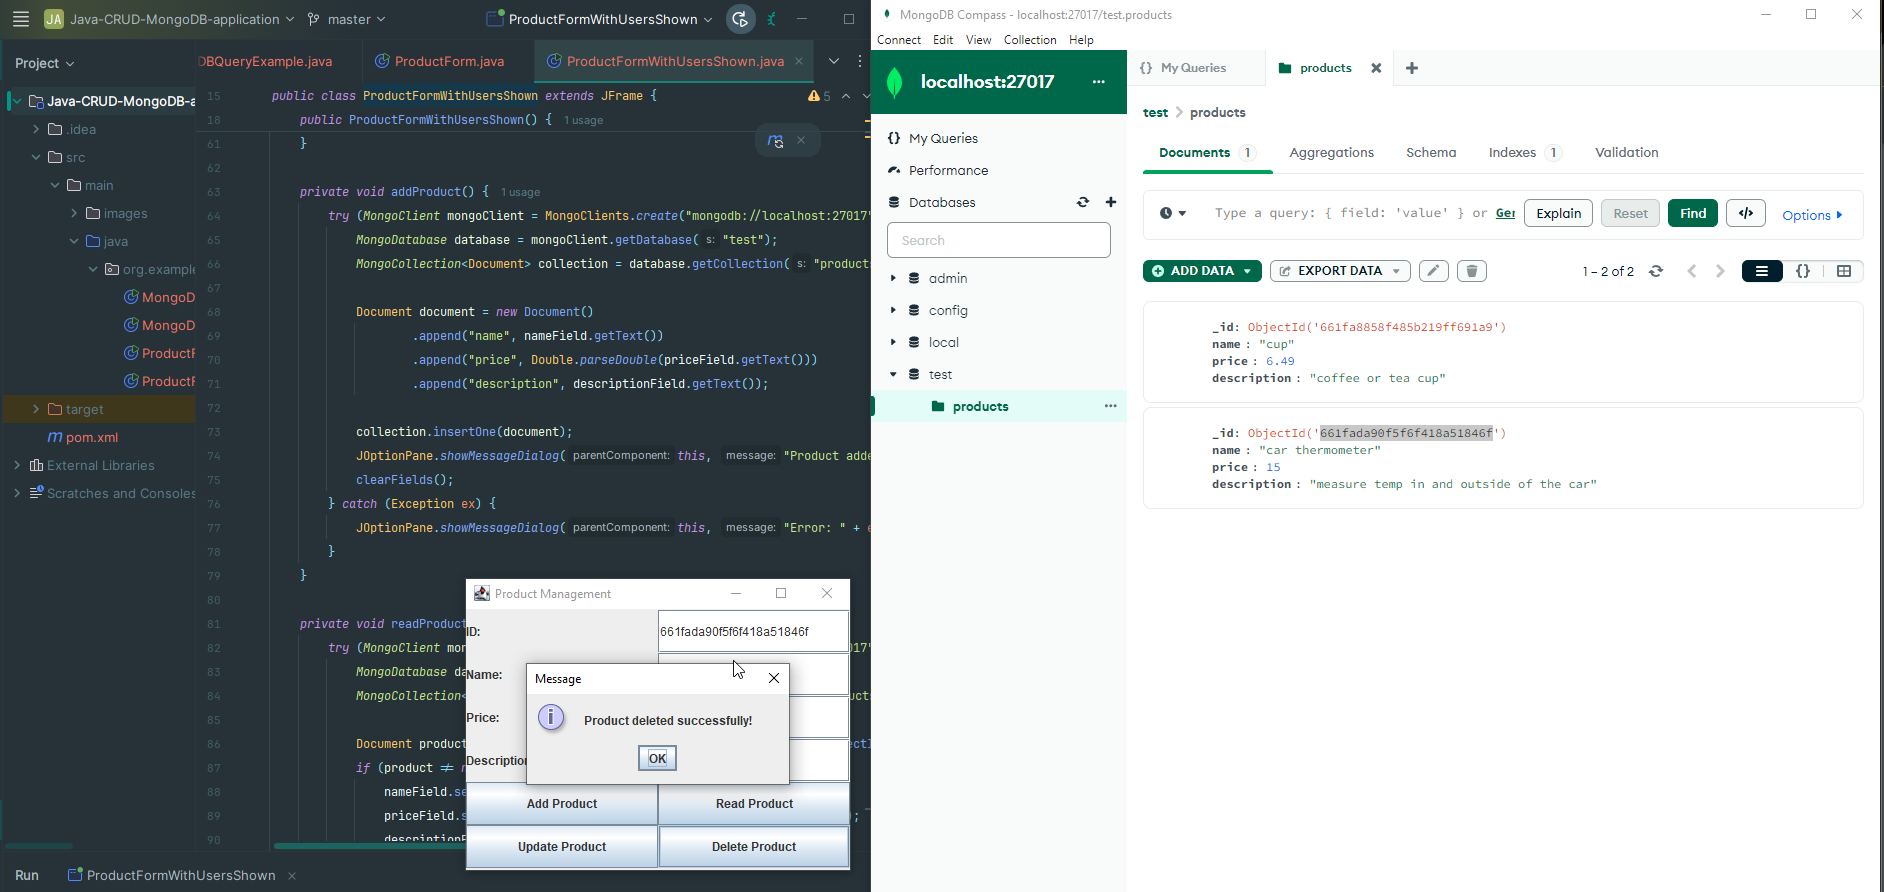 JA Java-CRUD-MongoDB-application master ProductFormWithUsersShown
Project
DBQueryExample.java ProductForm.java ProductFormWithUsersShown.java
Java-CRUD-MongoDB-a
.idea
src
main
images
java
org.example
MongoD
MongoD
ProductF
ProductF
target
m pom.xml
External Libraries
Scratches and Consoles
5
15 public class ProductFormWithUsersShown extends JFrame {
18 public ProductFormWithUsersShown() { 1 usage
61 }
62
63 private void addProduct() { 1 usage
64 try (MongoClient mongoClient = MongoClients.create("mongodb://localhost:27017"
65 MongoDatabase database = mongoClient.getDatabase( s: "test");
66 MongoCollection<Document> collection = database.getCollection( s: "product
67
68 Document document = new Document()
69 .append("name", nameField.getText())
70 .append("price", Double.parseDouble(priceField.getText()))
71 .append("description", descriptionField.getText());
72
73 collection.insertOne(document);
74 JOptionPane.showMessageDialog( parentComponent: this, message: "Product adde
75 clearFields();
76 } catch (Exception ex) {
77 JOptionPane.showMessageDialog( parentComponent: this, message: "Error: " + e
78 }
79 }
80
81 private void readProduc
82 try (MongoClient mon 17"
83 MongoDatabase da
84 MongoCollection< uct
85
86 Document product ectI
87 if (product ≠ n
88 nameField.se
89 priceField.s ;
90 descriptionF
Run ProductFormWithUsersShown
Product Management
ID: 661fada90f5f6f418a51846f
Name:
Price:
Description
Message
Product deleted successfully!
OK
Add Product Read Product
Update Product Delete Product
MongoDB Compass - localhost:27017/test.products
Connect Edit View Collection Help
localhost:27017 ...
{} My Queries
Performance
Databases
Search
admin
config
local
test
products ...
{} My Queries products
test > products
Documents 1 Aggregations Schema Indexes 1 Validation
Type a query: { field: 'value' } or Ger Explain Reset Find </> Options
ADD DATA EXPORT DATA 1 – 2 of 2 {}
_id: ObjectId('661fa8858f485b219ff691a9')
name : "cup"
price : 6.49
description : "coffee or tea cup"
_id: ObjectId('661fada90f5f6f418a51846f')
name : "car thermometer"
price : 15
description : "measure temp in and outside of the car"